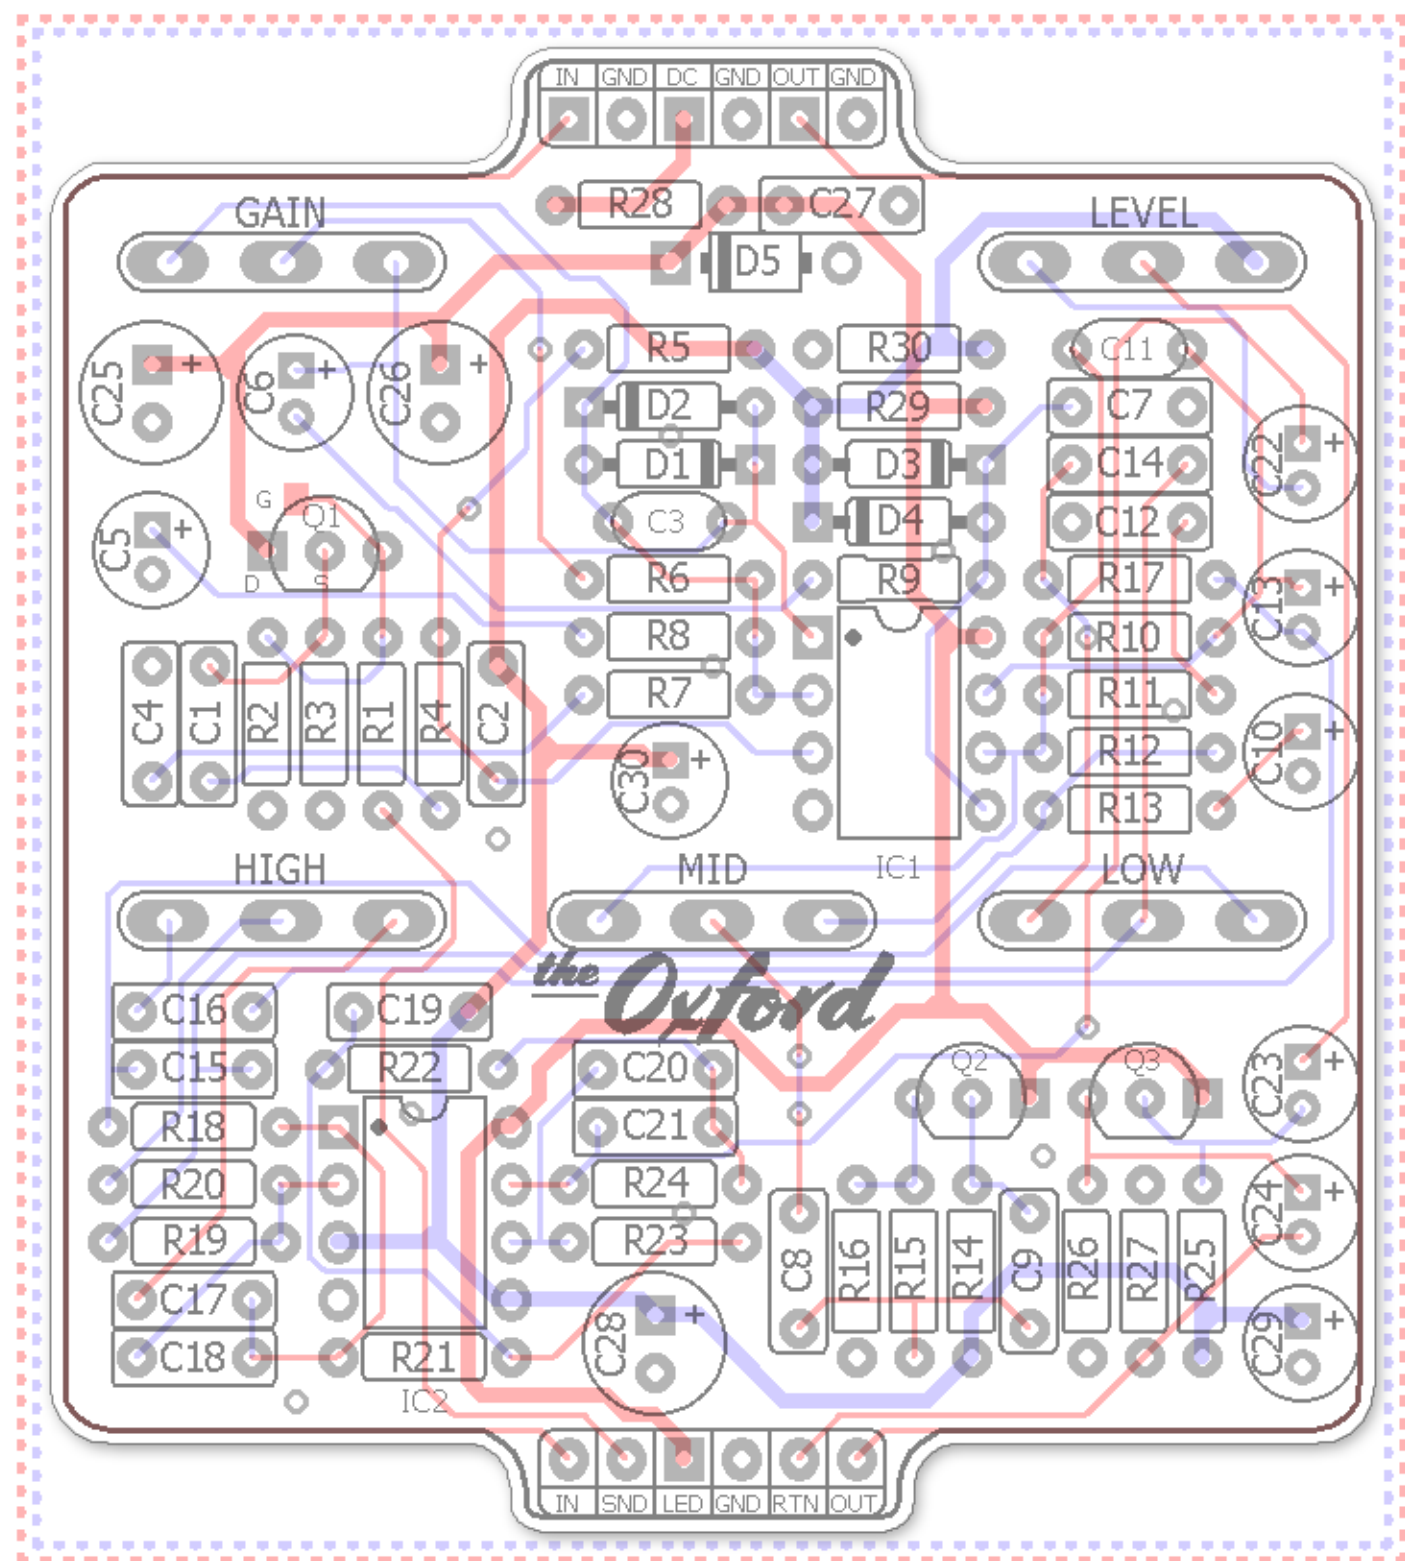 IN GND DC GND OUT GND
R28 C27
GAIN LEVEL
D5
C25 + C6 + C26 + R5 R30 C11
D2 R29 C7
D1 D3 C14 C22 +
G Q1 C3 D4 C12
C5 + D S R6 R9 R17 C13 +
R8 R10
C4 C1 R2 R3 R1 R4 C2 R7 R11
C30 + R12 C10 +
R13
HIGH MID IC1 LOW
the Oxford
C16 C19
C15 R22 C20 Q2 Q3 C23 +
R18 C21
R20 R24 C24 +
R19 R23
C17 C28 + C8 R16 R15 R14 C9 R26 R27 R25 C29 +
C18 R21
IC2
IN SND LED GND RTN OUT